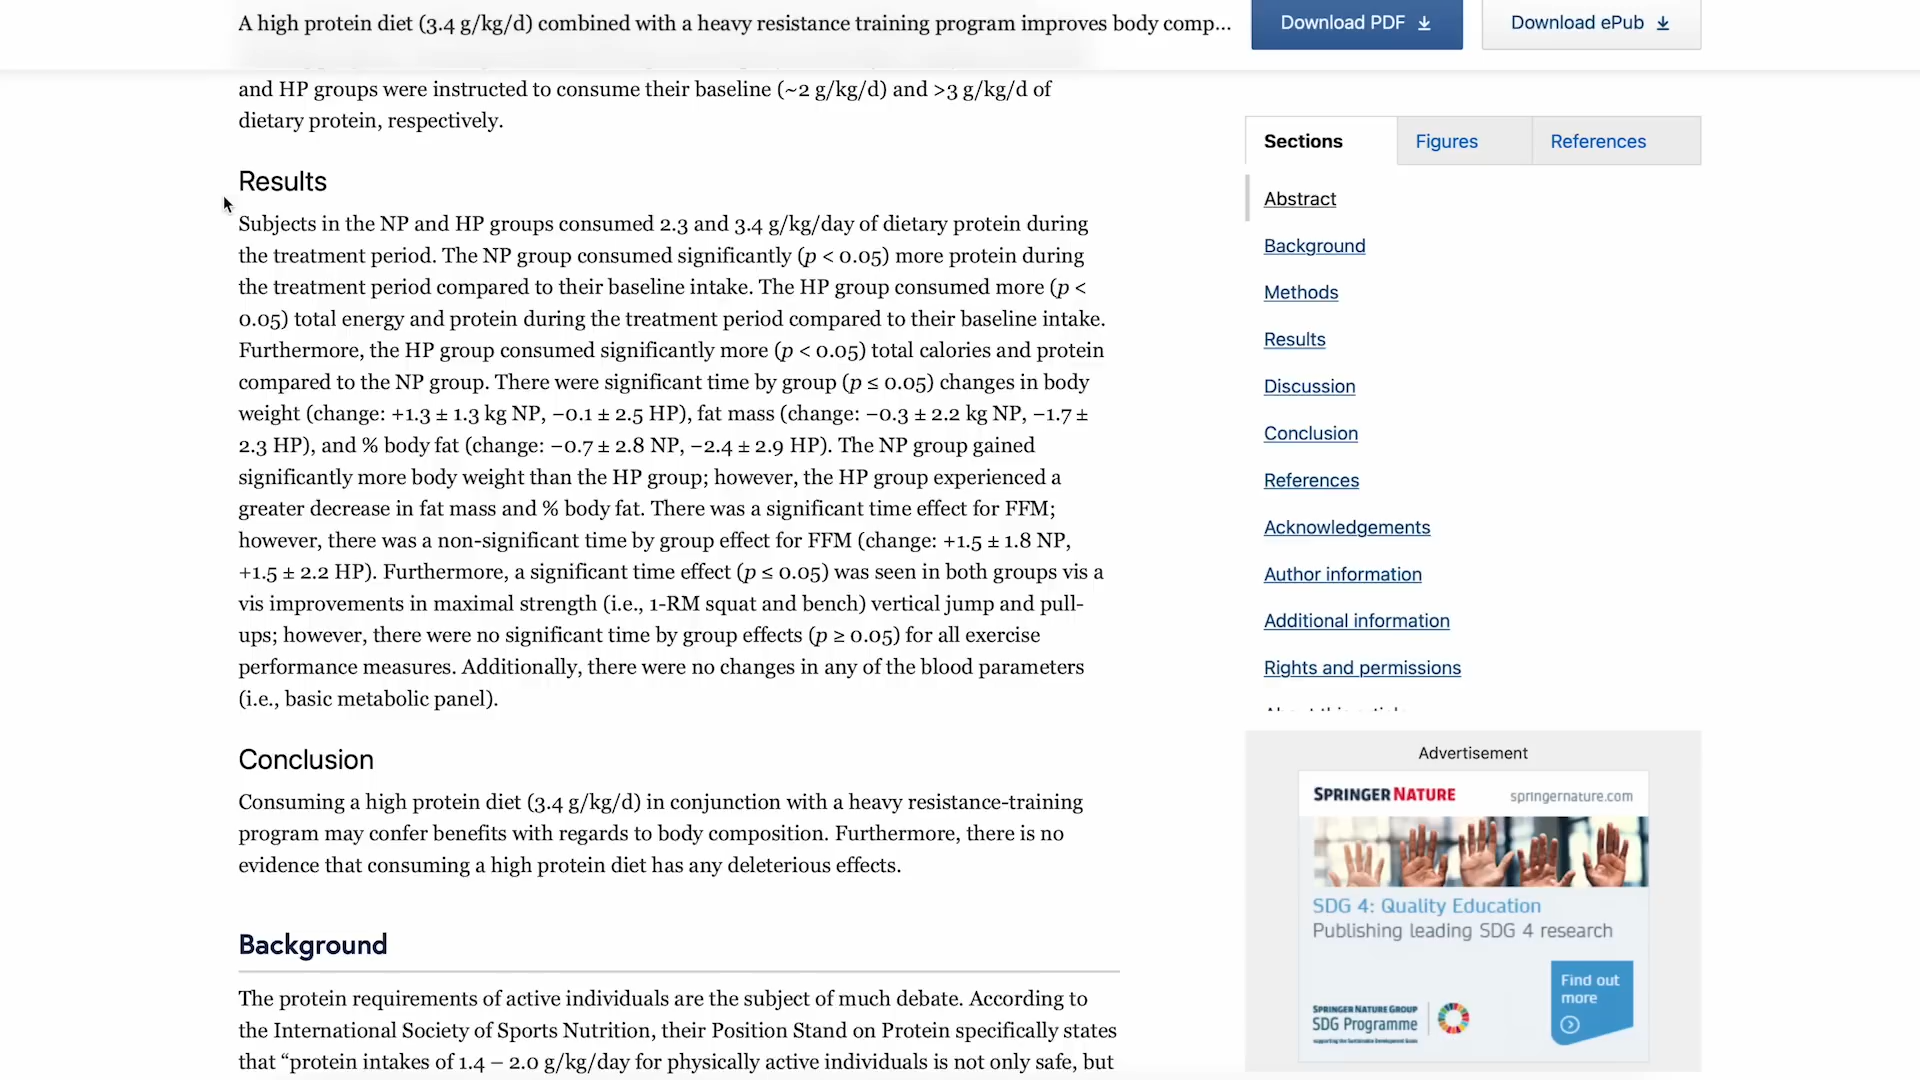 A high protein diet (3.4 g/kg/d) combined with a heavy resistance training program improves body comp...
Download PDF
Download ePub
and HP groups were instructed to consume their baseline (~2 g/kg/d) and >3 g/kg/d of
dietary protein, respectively.
Results
Subjects in the NP and HP groups consumed 2.3 and 3.4 g/kg/day of dietary protein during
the treatment period. The NP group consumed significantly (p < 0.05) more protein during
the treatment period compared to their baseline intake. The HP group consumed more (p <
0.05) total energy and protein during the treatment period compared to their baseline intake.
Furthermore, the HP group consumed significantly more (p < 0.05) total calories and protein
compared to the NP group. There were significant time by group (p ≤ 0.05) changes in body
weight (change: +1.3 ± 1.3 kg NP, −0.1 ± 2.5 HP), fat mass (change: −0.3 ± 2.2 kg NP, −1.7 ±
2.3 HP), and % body fat (change: −0.7 ± 2.8 NP, −2.4 ± 2.9 HP). The NP group gained
significantly more body weight than the HP group; however, the HP group experienced a
greater decrease in fat mass and % body fat. There was a significant time effect for FFM;
however, there was a non-significant time by group effect for FFM (change: +1.5 ± 1.8 NP,
+1.5 ± 2.2 HP). Furthermore, a significant time effect (p ≤ 0.05) was seen in both groups vis a
vis improvements in maximal strength (i.e., 1-RM squat and bench) vertical jump and pull-
ups; however, there were no significant time by group effects (p ≥ 0.05) for all exercise
performance measures. Additionally, there were no changes in any of the blood parameters
(i.e., basic metabolic panel).
Conclusion
Consuming a high protein diet (3.4 g/kg/d) in conjunction with a heavy resistance-training
program may confer benefits with regards to body composition. Furthermore, there is no
evidence that consuming a high protein diet has any deleterious effects.
Background
The protein requirements of active individuals are the subject of much debate. According to
the International Society of Sports Nutrition, their Position Stand on Protein specifically states
that “protein intakes of 1.4 – 2.0 g/kg/day for physically active individuals is not only safe, but
Sections
Figures
References
Abstract
Background
Methods
Results
Discussion
Conclusion
References
Acknowledgements
Author information
Additional information
Rights and permissions
Advertisement
SPRINGER NATURE
springernature.com
SDG 4: Quality Education
Publishing leading SDG 4 research
Find out
more
SPRINGER NATURE GROUP
SDG Programme